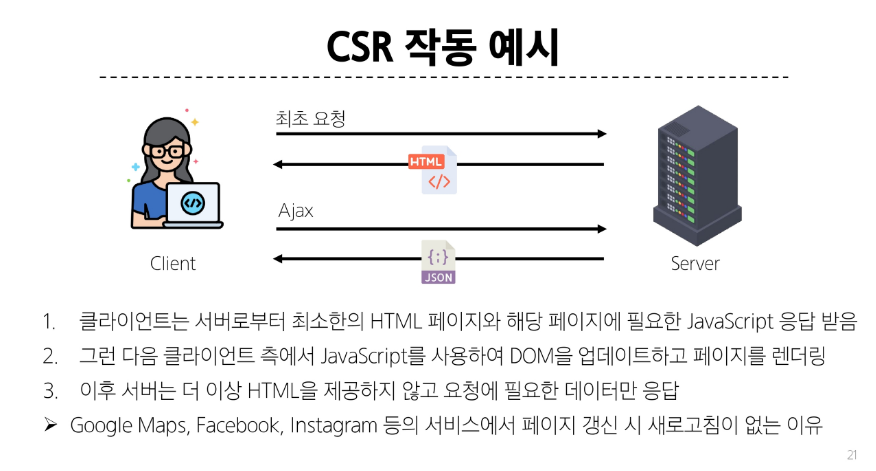 CSR 작동 예시
최초 요청
HTML
</>
</>
Ajax
{;}
JSON
Client
Server
1. 클라이언트는 서버로부터 최소한의 HTML 페이지와 해당 페이지에 필요한 JavaScript 응답 받음
2. 그런 다음 클라이언트 측에서 JavaScript를 사용하여 DOM을 업데이트하고 페이지를 렌더링
3. 이후 서버는 더 이상 HTML을 제공하지 않고 요청에 필요한 데이터만 응답
➢ Google Maps, Facebook, Instagram 등의 서비스에서 페이지 갱신 시 새로고침이 없는 이유
21